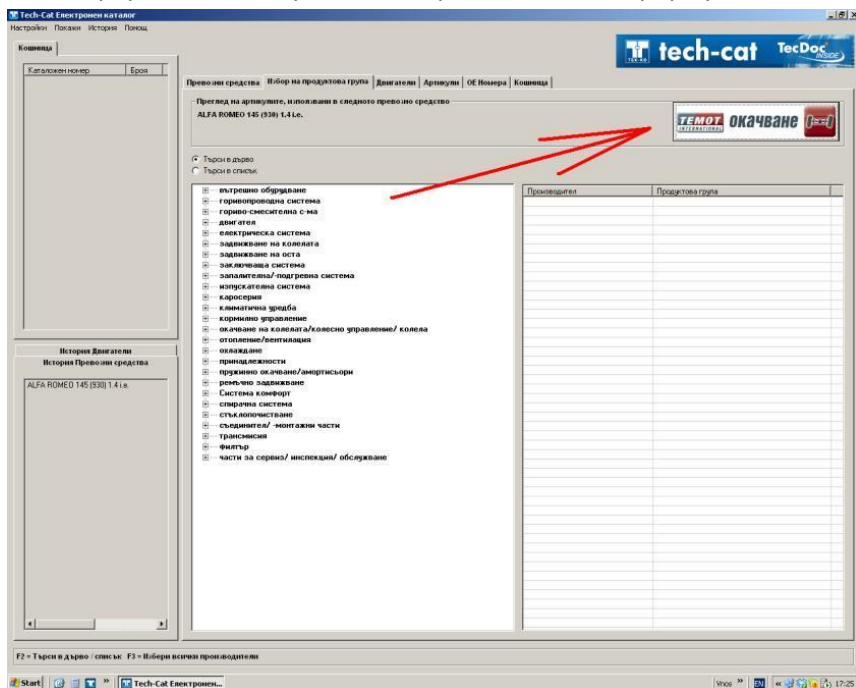 Tech-Cat Електронен каталог
Настройки Покажи История Помощ
Кошница
tech-cat TecDoc INSIDE
Каталожен номер Броя
Превозни средства Избор на продуктова група Двигатели Артикули OE Номера Кошница
Преглед на артикулите, използвани в следното превозно средство
ALFA ROMEO 145 (930) 1.4 i.e.
TEMOT INTERNATIONAL окачване
Търси в дърво
Търси в списък
Производител Продуктова група
вътрешно оборудване
горивопроводна система
гориво-смесителна с-ма
двигател
електрическа система
задвижване на колелата
задвижване на оста
заключваща система
запалителна/-подгревна система
изпускателна система
каросерия
климатична уредба
кормилно управление
окачване на колелата/колесно управление/ колела
отопление/вентилация
охлаждане
принадлежности
пружинно окачване/амортисьори
ремъчно задвижване
Система комфорт
спирачна система
стъклопочистване
съединител/ -монтажни части
трансмисия
филтър
части за сервиз/ инспекция/ обслужване
История Двигатели
История Превозни средства
ALFA ROMEO 145 (930) 1.4 i.e.
F2 = Търси в дърво / списък F3 = Избери всички производители
Start Tech-Cat Електронен... Vnos EN 17:25